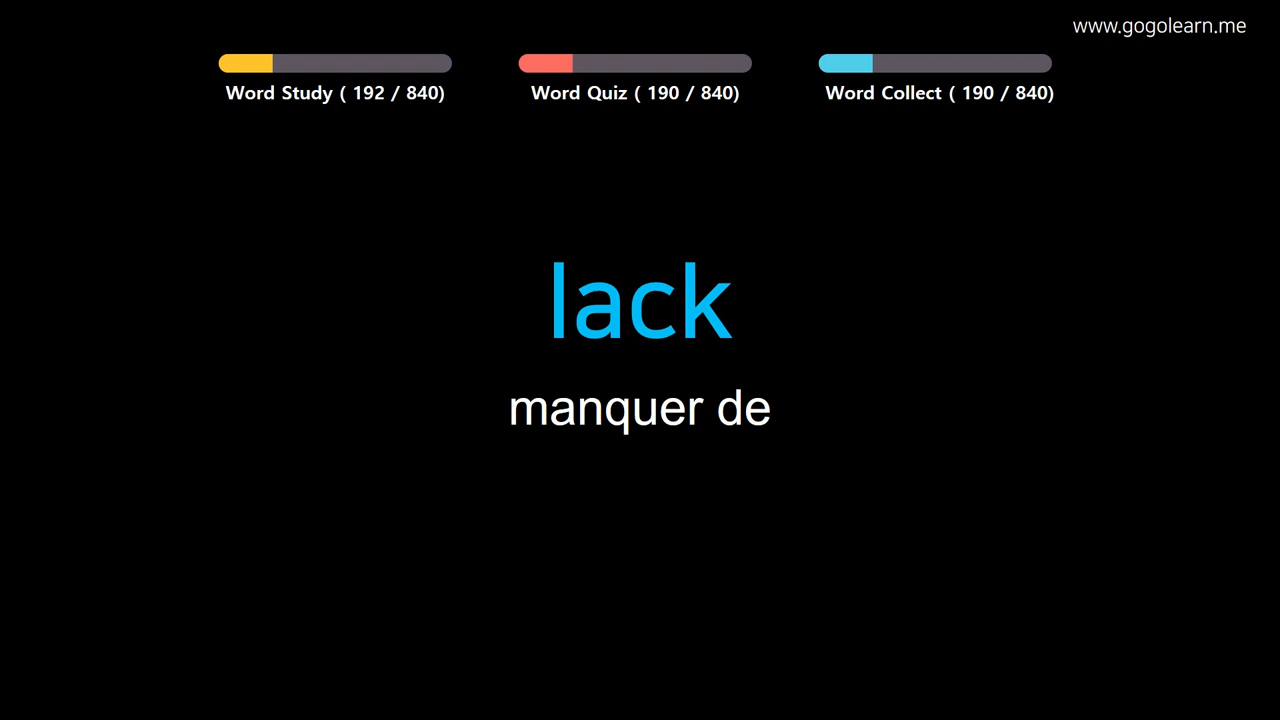 www.gogolearn.me
Word Study ( 192 / 840)
Word Quiz ( 190 / 840)
Word Collect ( 190 / 840)
lack
manquer de